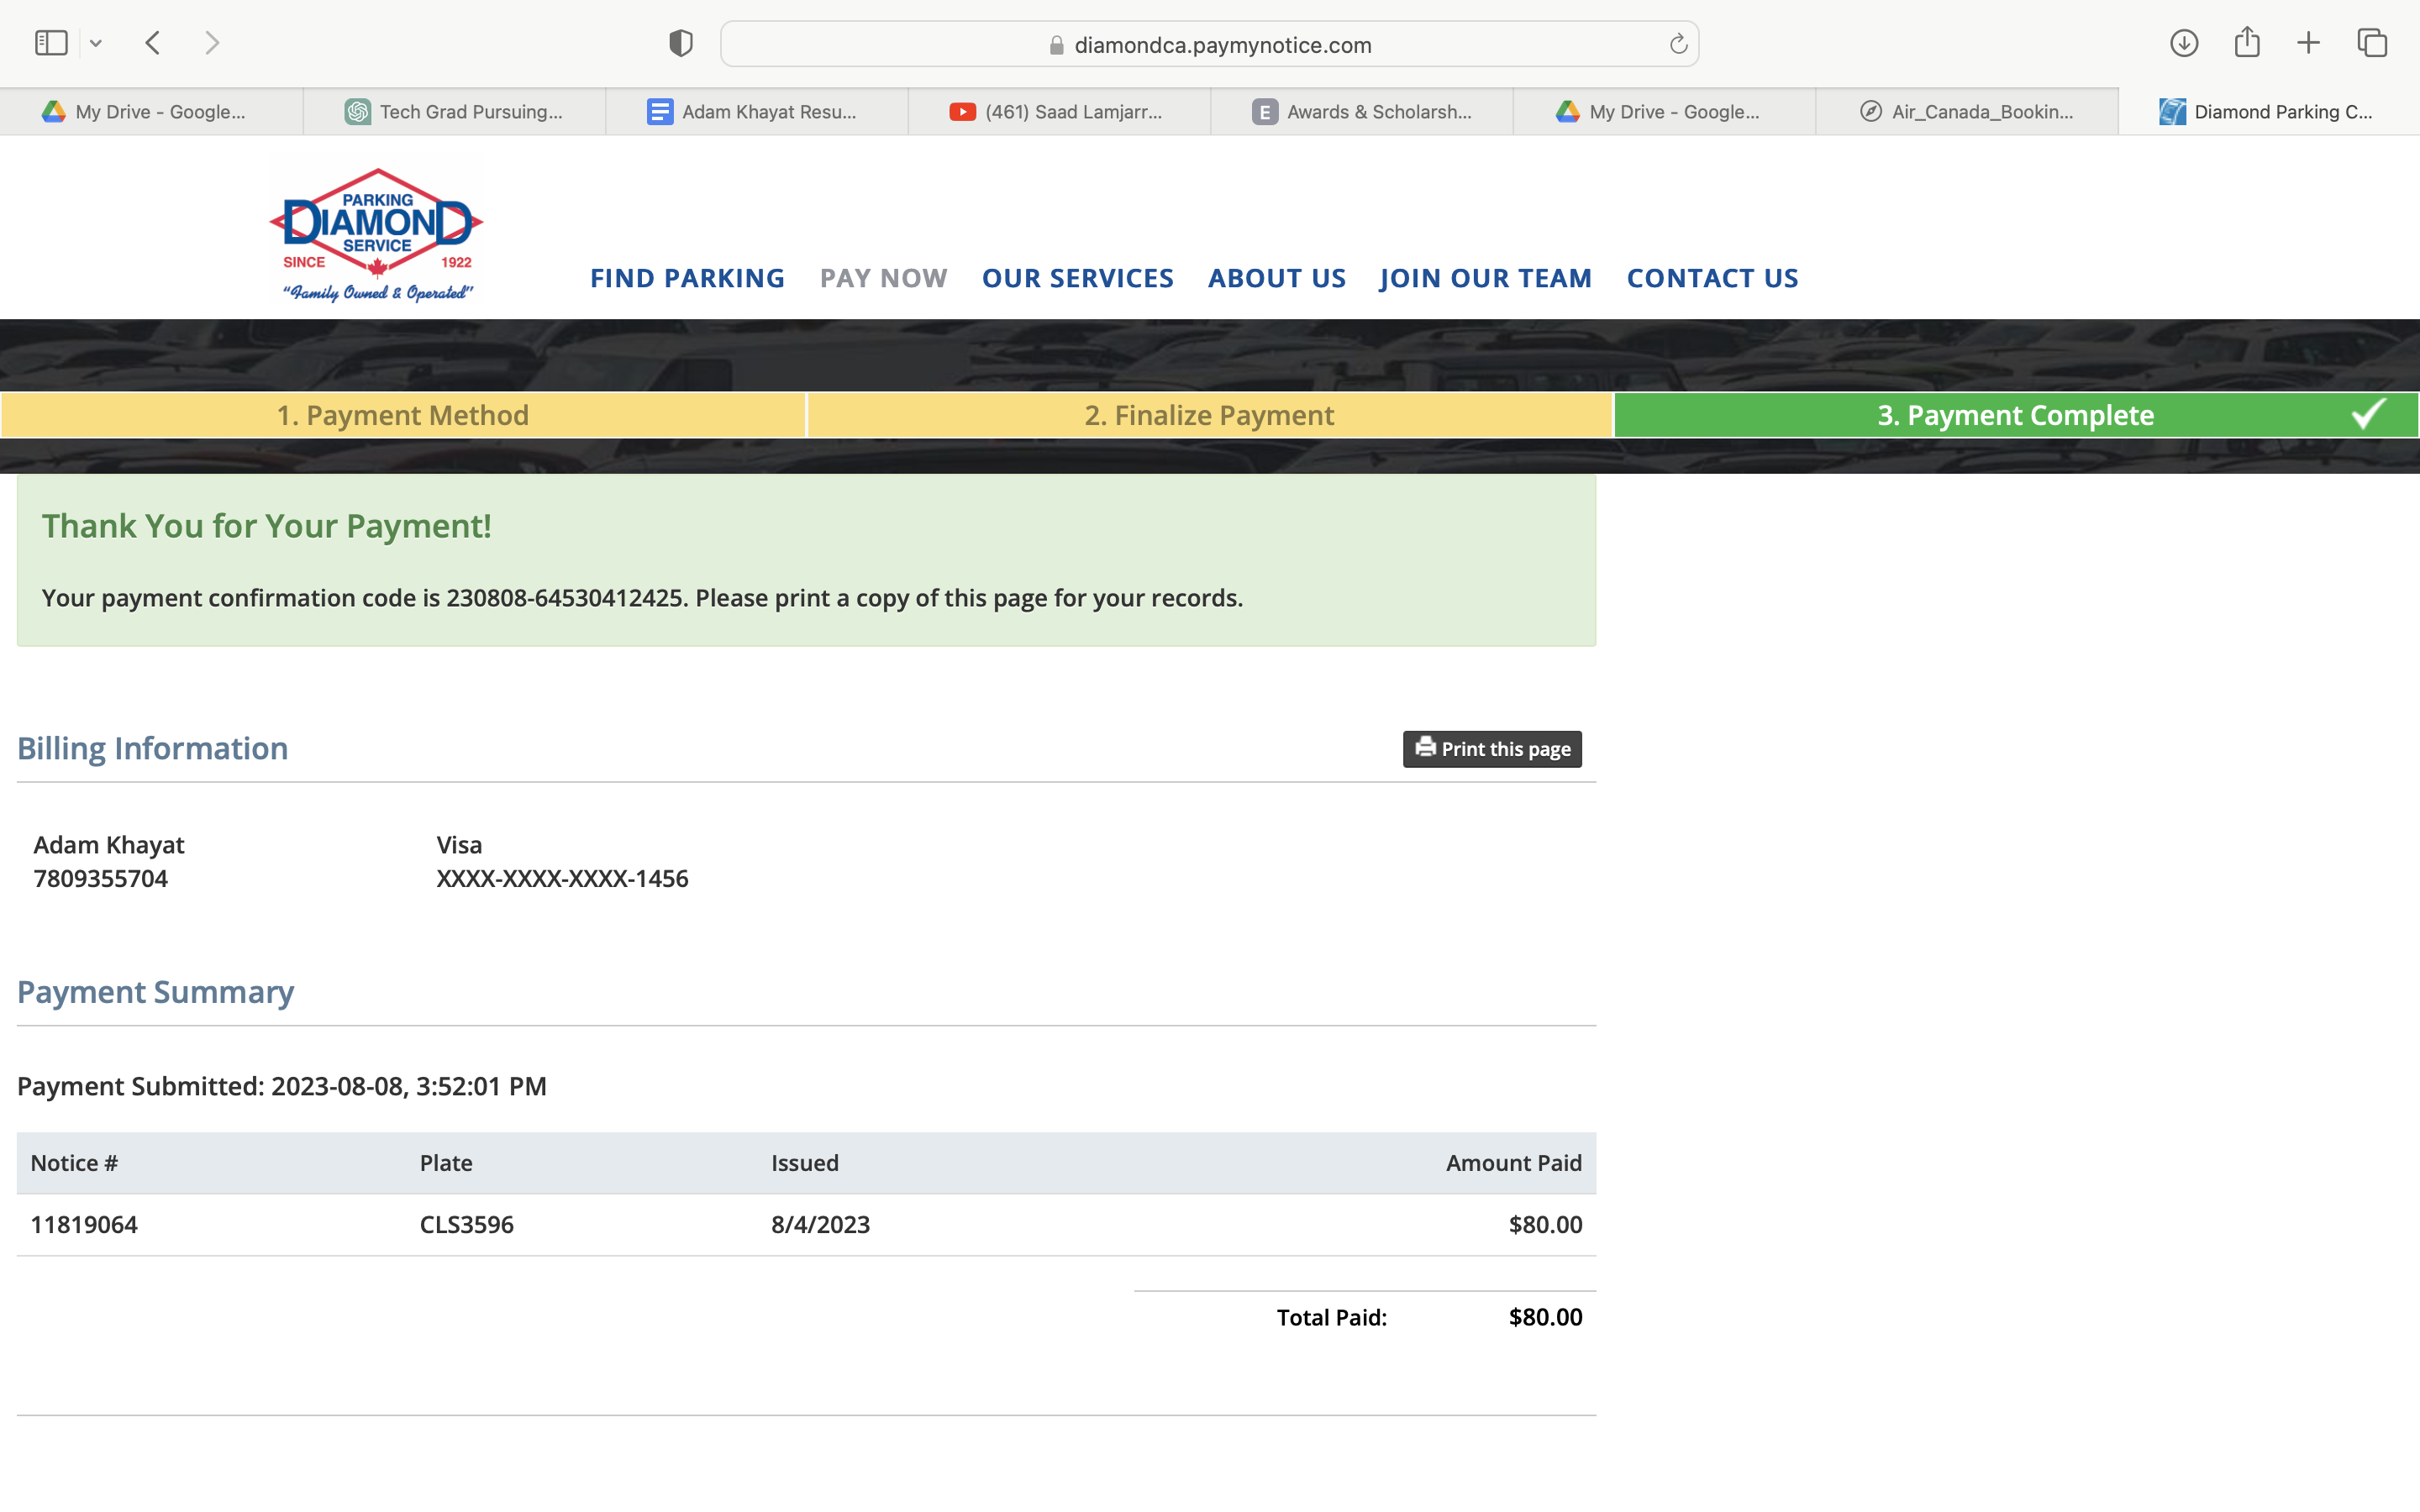 diamondca.paymynotice.com
My Drive - Google...
Tech Grad Pursuing...
Adam Khayat Resu...
(461) Saad Lamjarr...
E
Awards & Scholarsh...
My Drive - Google...
Air_Canada_Bookin...
Diamond Parking C...
PARKING
DIAMOND
SERVICE
SINCE 1922
"Family Owned & Operated"
FIND PARKING PAY NOW OUR SERVICES ABOUT US JOIN OUR TEAM CONTACT US
1. Payment Method
2. Finalize Payment
3. Payment Complete
Thank You for Your Payment!
Your payment confirmation code is 230808-64530412425. Please print a copy of this page for your records.
Billing Information
Print this page
Adam Khayat Visa
7809355704 XXXX-XXXX-XXXX-1456
Payment Summary
Payment Submitted: 2023-08-08, 3:52:01 PM
Notice # Plate Issued Amount Paid
11819064 CLS3596 8/4/2023 $80.00
Total Paid: $80.00